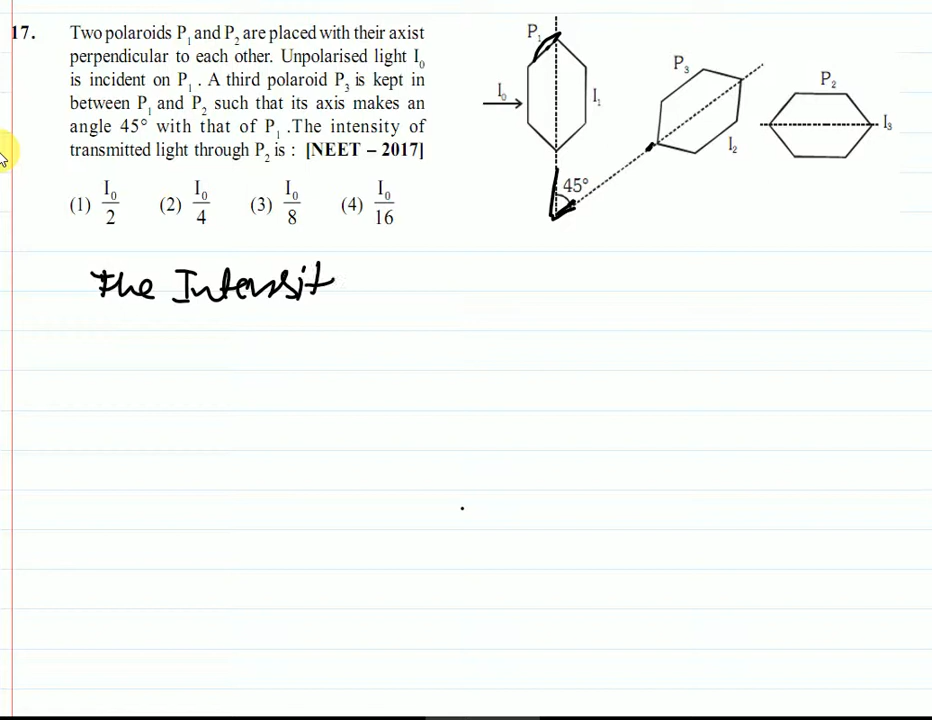 17. Two polaroids P₁ and P₂ are placed with their axist
perpendicular to each other. Unpolarised light I₀
is incident on P₁ . A third polaroid P₃ is kept in
between P₁ and P₂ such that its axis makes an
angle 45° with that of P₁ .The intensity of
transmitted light through P₂ is : [NEET – 2017]
(1) I₀/2 (2) I₀/4 (3) I₀/8 (4) I₀/16
P₁
I₀
I₁
45°
P₃
I₂
P₂
I₃
the Intensit